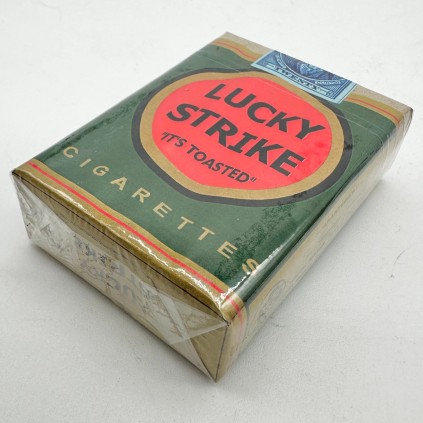 LUCKY
STRIKE
"IT'S TOASTED"
CIGARETTES